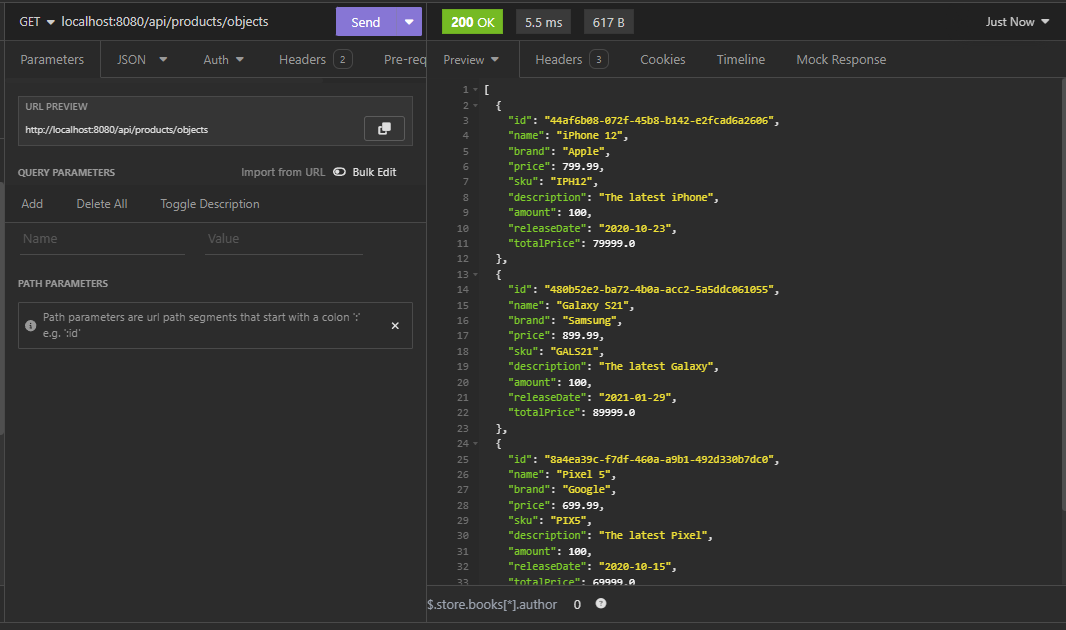 GET localhost:8080/api/products/objects Send 200 OK 5.5 ms 617 B Just Now
Parameters JSON Auth Headers 2 Pre-req Preview Headers 3 Cookies Timeline Mock Response
URL PREVIEW
http://localhost:8080/api/products/objects
QUERY PARAMETERS Import from URL Bulk Edit
Add Delete All Toggle Description
Name Value
PATH PARAMETERS
Path parameters are url path segments that start with a colon ':'
e.g. ':id'
1 [
2 {
3 "id": "44af6b08-072f-45b8-b142-e2fcad6a2606",
4 "name": "iPhone 12",
5 "brand": "Apple",
6 "price": 799.99,
7 "sku": "IPH12",
8 "description": "The latest iPhone",
9 "amount": 100,
10 "releaseDate": "2020-10-23",
11 "totalPrice": 79999.0
12 },
13 {
14 "id": "480b52e2-ba72-4b0a-acc2-5a5ddc061055",
15 "name": "Galaxy S21",
16 "brand": "Samsung",
17 "price": 899.99,
18 "sku": "GALS21",
19 "description": "The latest Galaxy",
20 "amount": 100,
21 "releaseDate": "2021-01-29",
22 "totalPrice": 89999.0
23 },
24 {
25 "id": "8a4ea39c-f7df-460a-a9b1-492d330b7dc0",
26 "name": "Pixel 5",
27 "brand": "Google",
28 "price": 699.99,
29 "sku": "PIX5",
30 "description": "The latest Pixel",
31 "amount": 100,
32 "releaseDate": "2020-10-15",
33 "totalPrice": 69999.0
$.store.books[*].author 0 ?